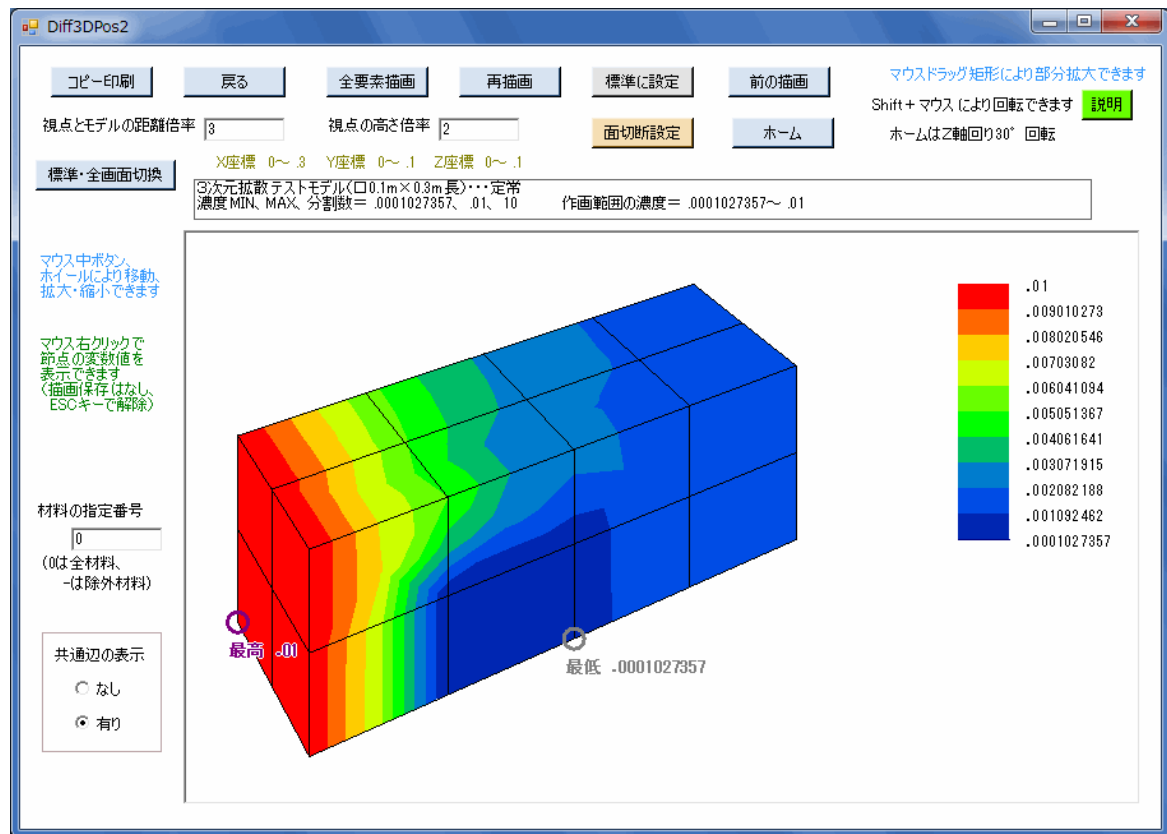 Diff3DPos2
コピー印刷
戻る
全要素描画
再描画
標準に設定
前の描画
マウスドラッグ矩形により部分拡大できます
Shift+マウスにより回転できます
説明
視点とモデルの距離倍率 3
視点の高さ倍率 2
面切断設定
ホーム
ホームはZ軸回り30° 回転
標準・全画面切換
X座標 0～ .3 Y座標 0～ .1 Z座標 0～ .1
3次元拡散テストモデル(口0.1m×0.3m長)・・・定常
濃度MIN、MAX、分割数= .0001027357、.01、10 作画範囲の濃度= .0001027357～ .01
マウス中ボタン、
ホイールにより移動、
拡大・縮小できます
マウス右クリックで
節点の変数値を
表示できます
(描画保存はなし、
ESCキーで解除)
材料の指定番号
0
(0は全材料、
-は除外材料)
共通辺の表示
なし
有り
最高 .01
最低 .0001027357
.01
.009010273
.008020546
.00703082
.006041094
.005051367
.004061641
.003071915
.002082188
.001092462
.0001027357